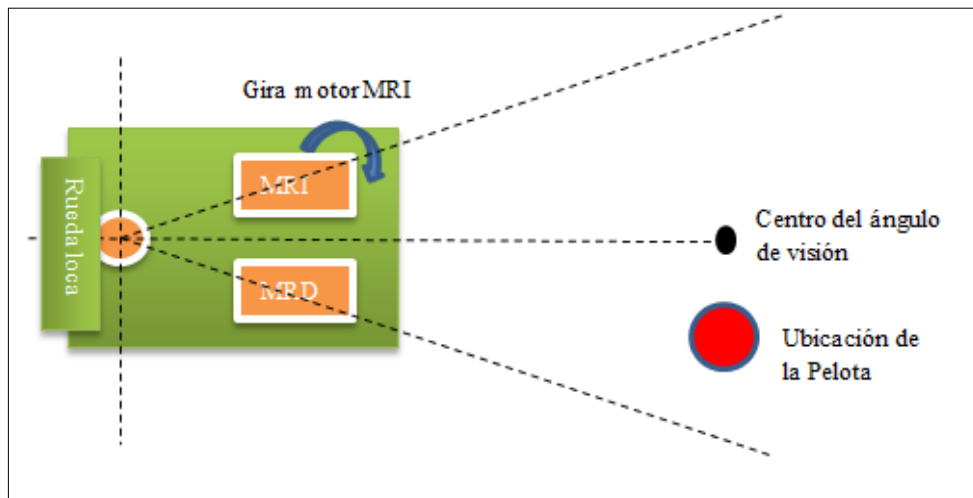 Gira motor MRI
MRI
Rueda loca
MRD
Centro del ángulo
de visión
Ubicación de
la Pelota